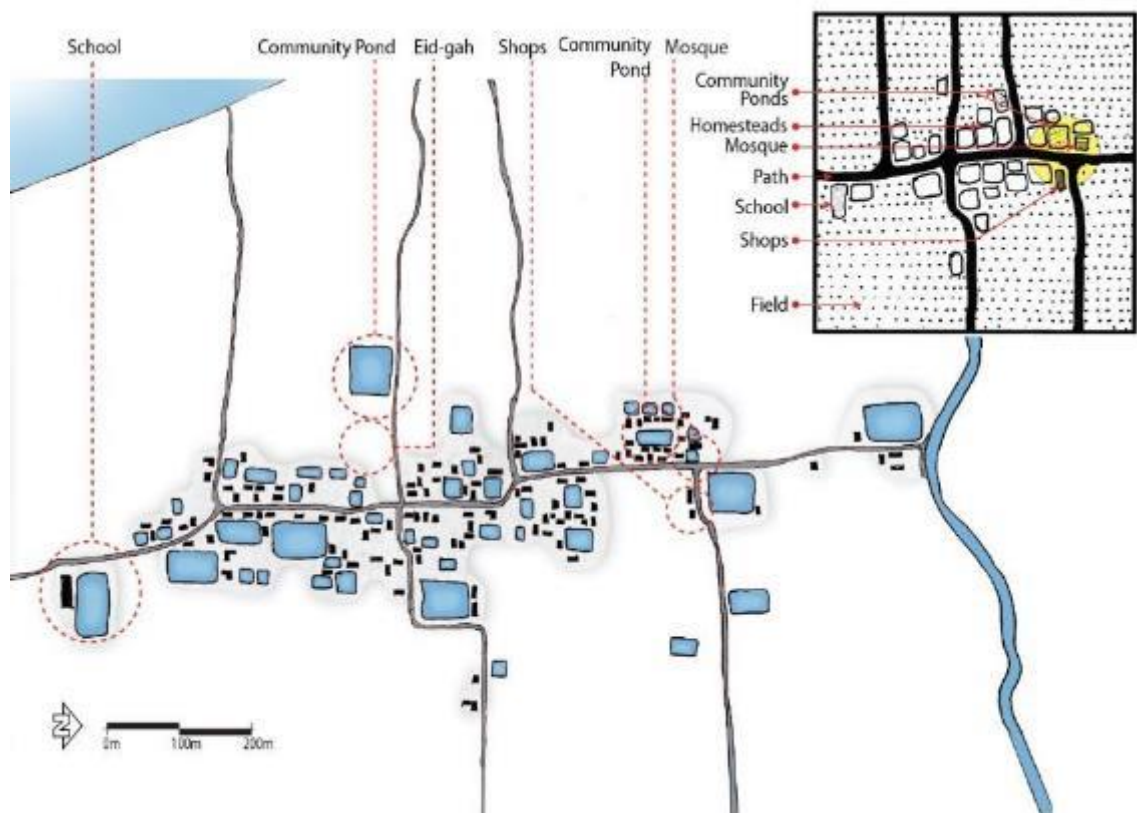 School
Community Pond
Eid-gah
Shops
Community
Pond
Mosque
Community
Ponds
Homesteads
Mosque
Path
School
Shops
Field
N
0m 100m 200m